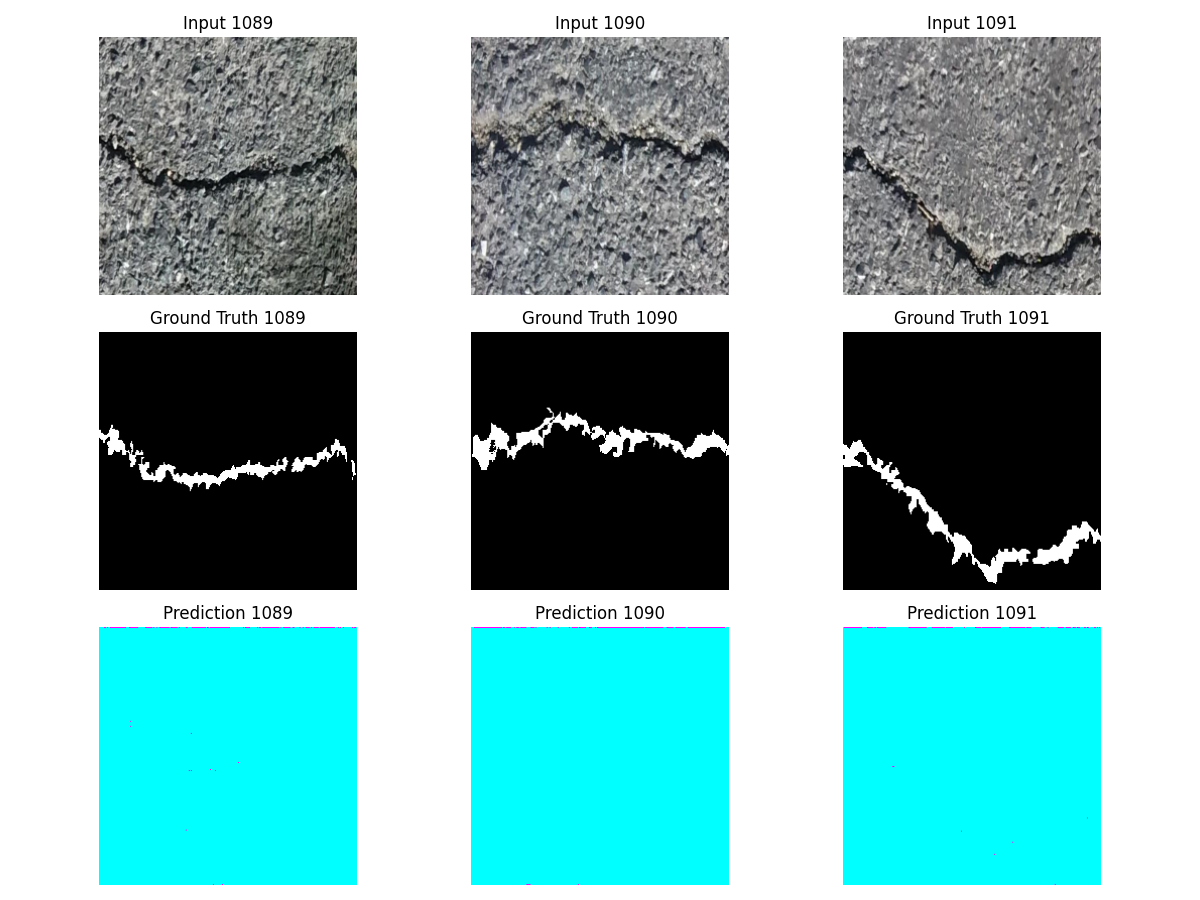 Input 1089
Input 1090
Input 1091
Ground Truth 1089
Ground Truth 1090
Ground Truth 1091
Prediction 1089
Prediction 1090
Prediction 1091